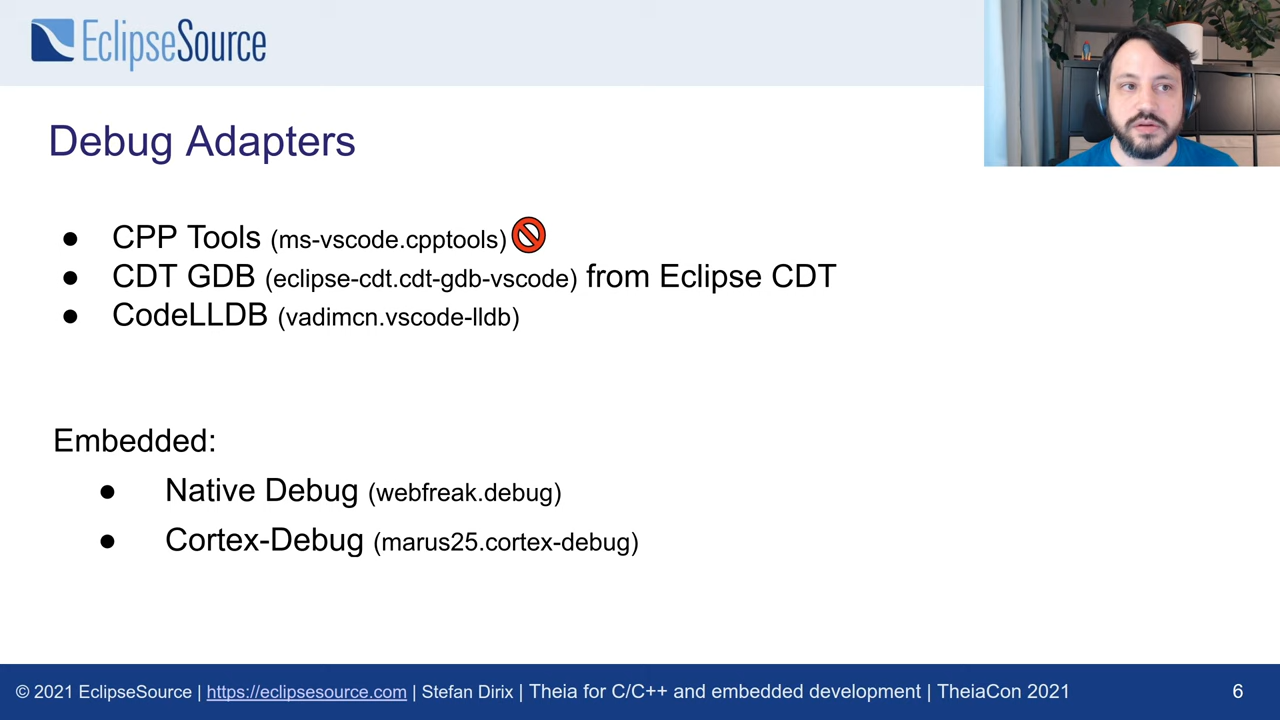 EclipseSource
Debug Adapters
● CPP Tools (ms-vscode.cpptools)
● CDT GDB (eclipse-cdt.cdt-gdb-vscode) from Eclipse CDT
● CodeLLDB (vadimcn.vscode-lldb)
Embedded:
● Native Debug (webfreak.debug)
● Cortex-Debug (marus25.cortex-debug)
© 2021 EclipseSource | https://eclipsesource.com | Stefan Dirix | Theia for C/C++ and embedded development | TheiaCon 2021 6